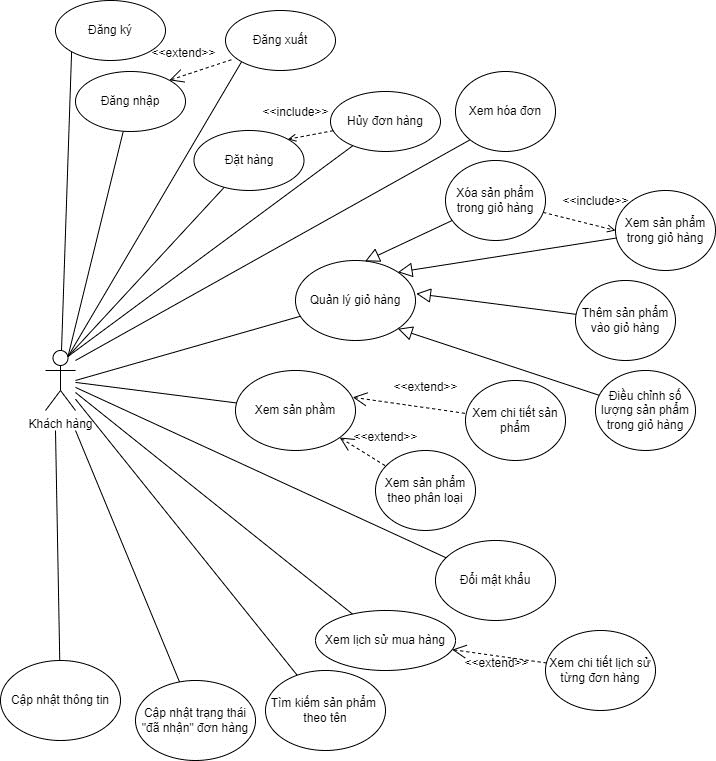 Đăng ký
<<extend>>
Đăng xuất
Đăng nhập
<<include>>
Hủy đơn hàng
Xem hóa đơn
Đặt hàng
Xóa sản phẩm
trong giỏ hàng
<<include>>
Xem sản phẩm
trong giỏ hàng
Quản lý giỏ hàng
Thêm sản phẩm
vào giỏ hàng
Khách hàng
Xem sản phầm
<<extend>>
Xem chi tiết sản
phẩm
Điều chỉnh số
lượng sản phẩm
trong giỏ hàng
<<extend>>
Xem sản phẩm
theo phân loại
Đổi mật khẩu
Xem lịch sử mua hàng
<<extend>>
Xem chi tiết lịch sử
từng đơn hàng
Cập nhật thông tin
Cập nhật trạng thái
"đã nhận" đơn hàng
Tìm kiếm sản phẩm
theo tên